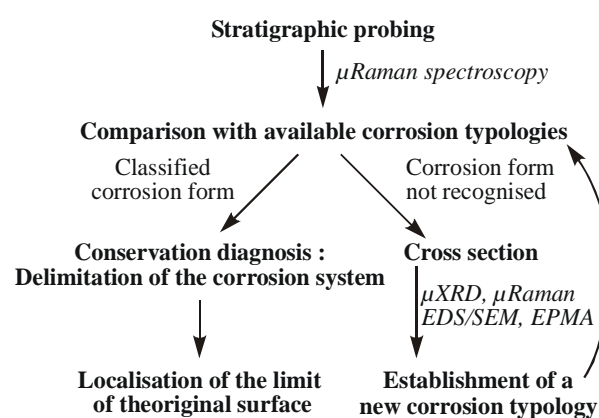 Stratigraphic probing
µRaman spectroscopy
Comparison with available corrosion typologies
Classified
corrosion form
Corrosion form
not recognised
Conservation diagnosis :
Delimitation of the corrosion system
Cross section
µXRD, µRaman
EDS/SEM, EPMA
Localisation of the limit
of theoriginal surface
Establishment of a
new corrosion typology